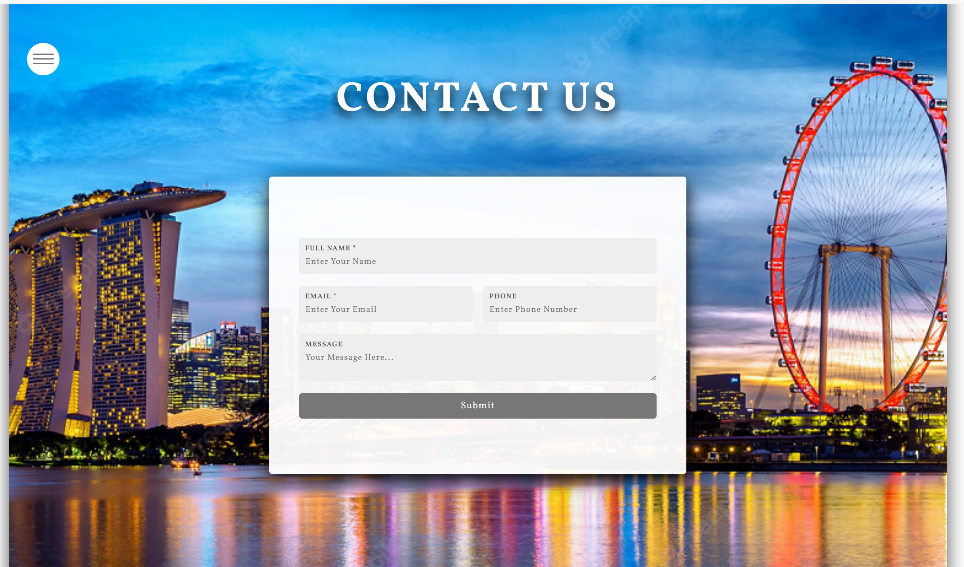 CONTACT US
FULL NAME *
Enter Your Name
EMAIL *
Enter Your Email
PHONE
Enter Phone Number
MESSAGE
Your Message Here...
Submit